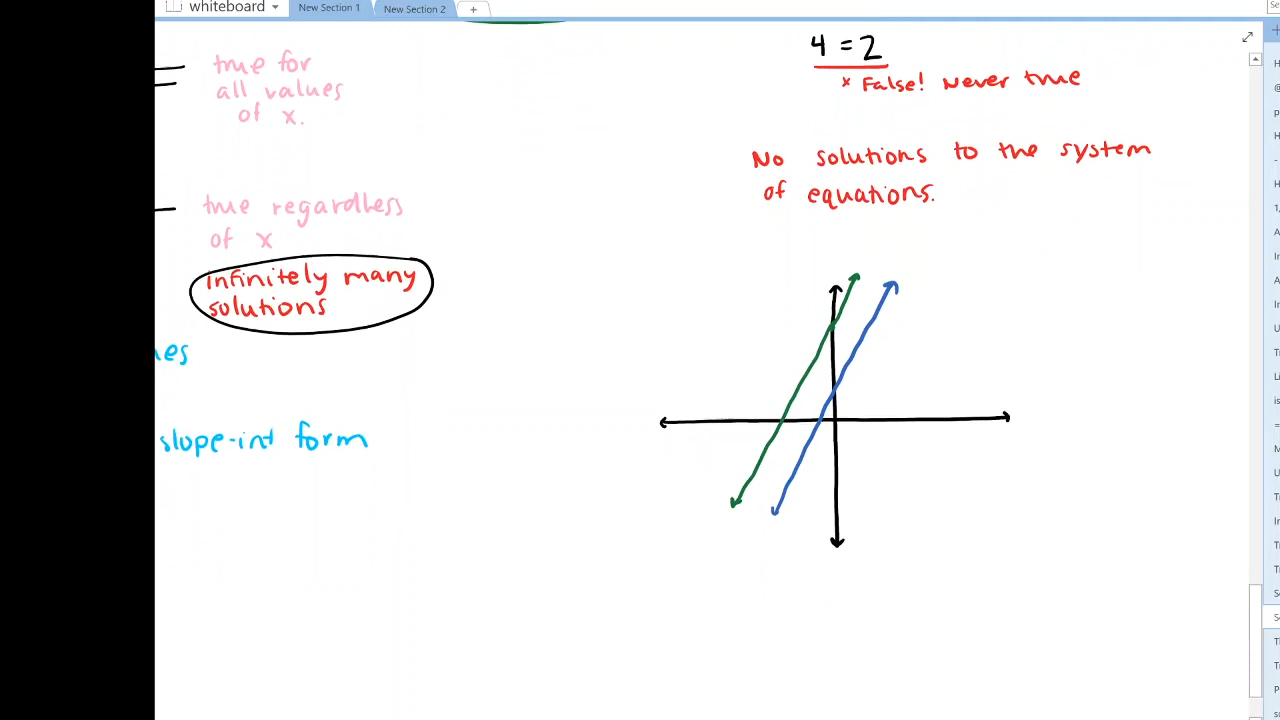 whiteboard
New Section 1
New Section 2
+
true for
all values
of x.
true regardless
of x
infinitely many
solutions
slope-int form
4 = 2
x False! Never true
No solutions to the system
of equations.